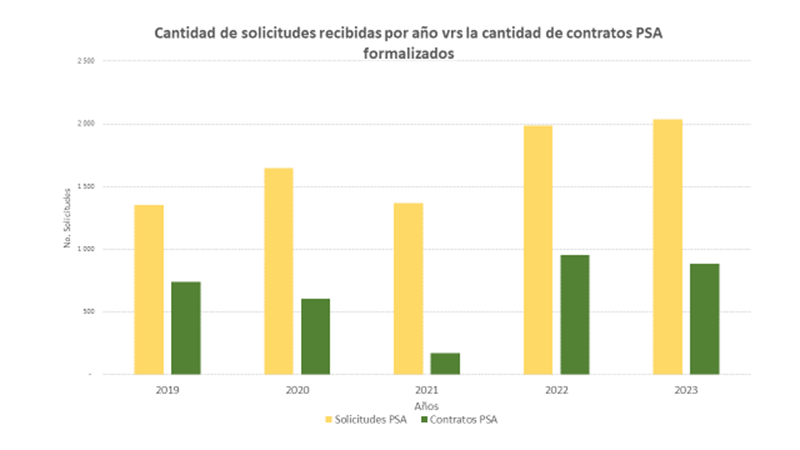 Cantidad de solicitudes recibidas por año vrs la cantidad de contratos PSA
formalizados
2 500
2 000
1 500
1 000
500
-
No. Solicitudes
2019 2020 2021 2022 2023
Años
Solicitudes PSA Contratos PSA